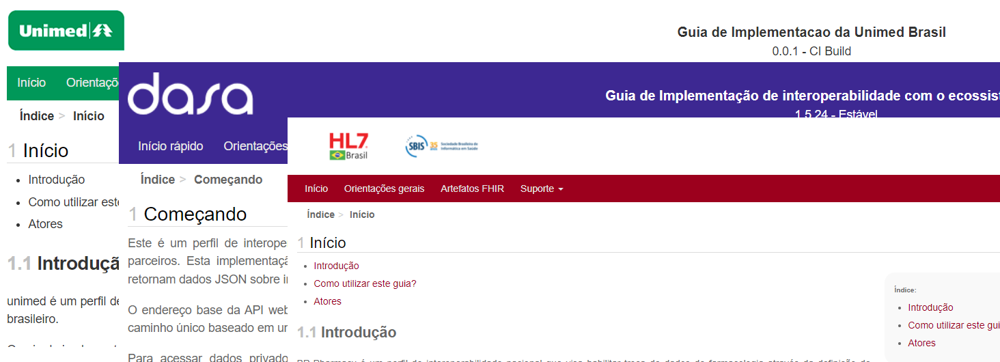 Unimed
Guia de Implementacao da Unimed Brasil
0.0.1 - CI Build
Início Orientaçõ
Índice > Início
1 Início
Introdução
Como utilizar este
Atores
1.1 Introduçã
unimed é um perfil de
brasileiro.
dasa
Guia de Implementação de interoperabilidade com o ecossist
1.5.24 - Estável
Início rápido Orientações
Índice > Começando
1 Começando
Este é um perfil de interope
parceiros. Esta implementaçã
retornam dados JSON sobre in
O endereço base da API web
caminho único baseado em ur
Para acessar dados privado
HL7
Brasil
SBIS 35 anos Sociedade Brasileira de
Informática em Saúde
Início Orientações gerais Artefatos FHIR Suporte
Índice > Início
1 Início
Introdução
Como utilizar este guia?
Atores
1.1 Introdução
BR Pharmacy é um perfil de interoperabilidade nacional que visa habilitar troca de dados de farmacologia através da definição de
Índice:
Introdução
Como utilizar este gui
Atores